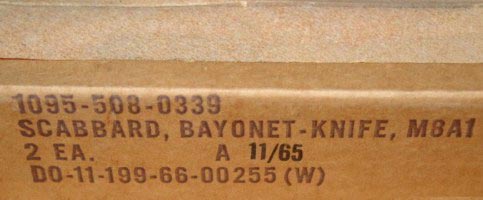 1095-508-0339
SCABBARD, BAYONET-KNIFE, M8A1
2 EA. A 11/65
DO-11-199-66-00255 (W)